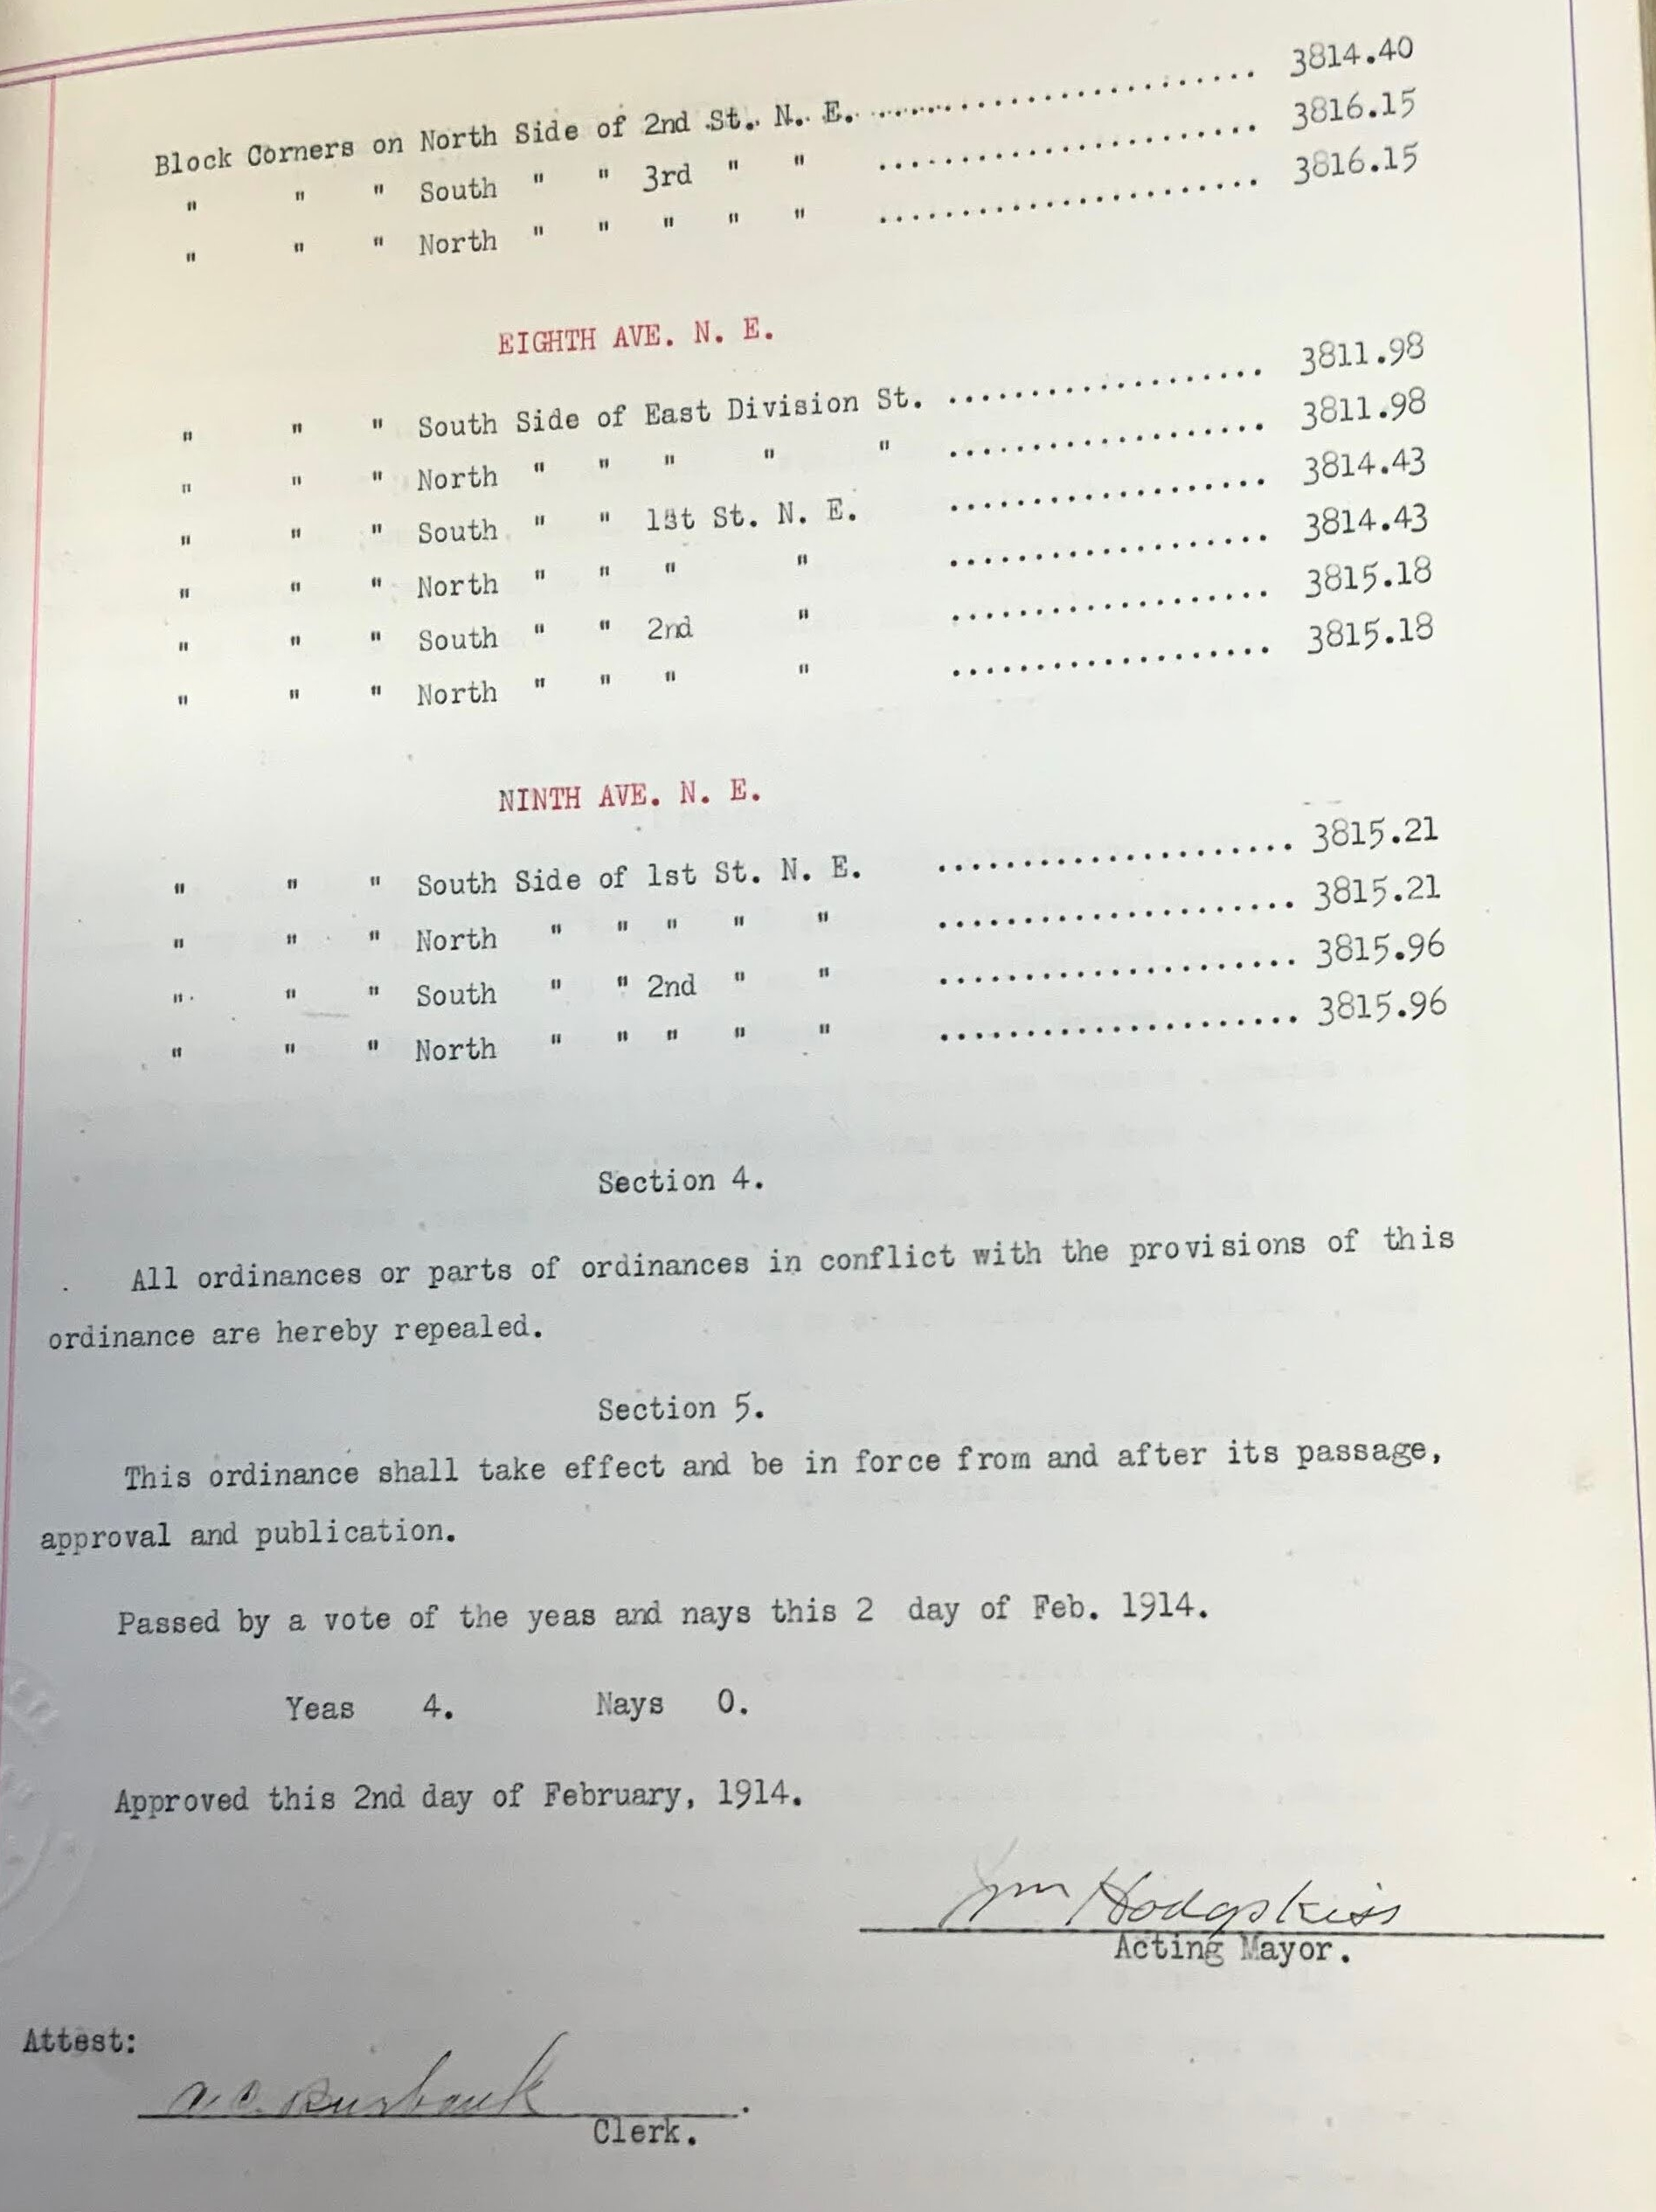 Block Corners on North Side of 2nd St. N. E. .......................... 3814.40
" " " South " " 3rd " " ....................... 3816.15
" " " North " " " " " ....................... 3816.15
EIGHTH AVE. N. E.
" " " South Side of East Division St. ................... 3811.98
" " " North " " " " " ................... 3811.98
" " " South " " 1st St. N. E. ................... 3814.43
" " " North " " " " ................... 3814.43
" " " South " " 2nd " ................... 3815.18
" " " North " " " " ................... 3815.18
NINTH AVE. N. E.
" " " South Side of 1st St. N. E. ..................... 3815.21
" " " North " " " " " ..................... 3815.21
" " " South " " 2nd " " ..................... 3815.96
" " " North " " " " " ..................... 3815.96
Section 4.
All ordinances or parts of ordinances in conflict with the provisions of this
ordinance are hereby repealed.
Section 5.
This ordinance shall take effect and be in force from and after its passage,
approval and publication.
Passed by a vote of the yeas and nays this 2 day of Feb. 1914.
Yeas 4. Nays 0.
Approved this 2nd day of February, 1914.
Wm Hodgskiss
Acting Mayor.
Attest:
Burbank
Clerk.